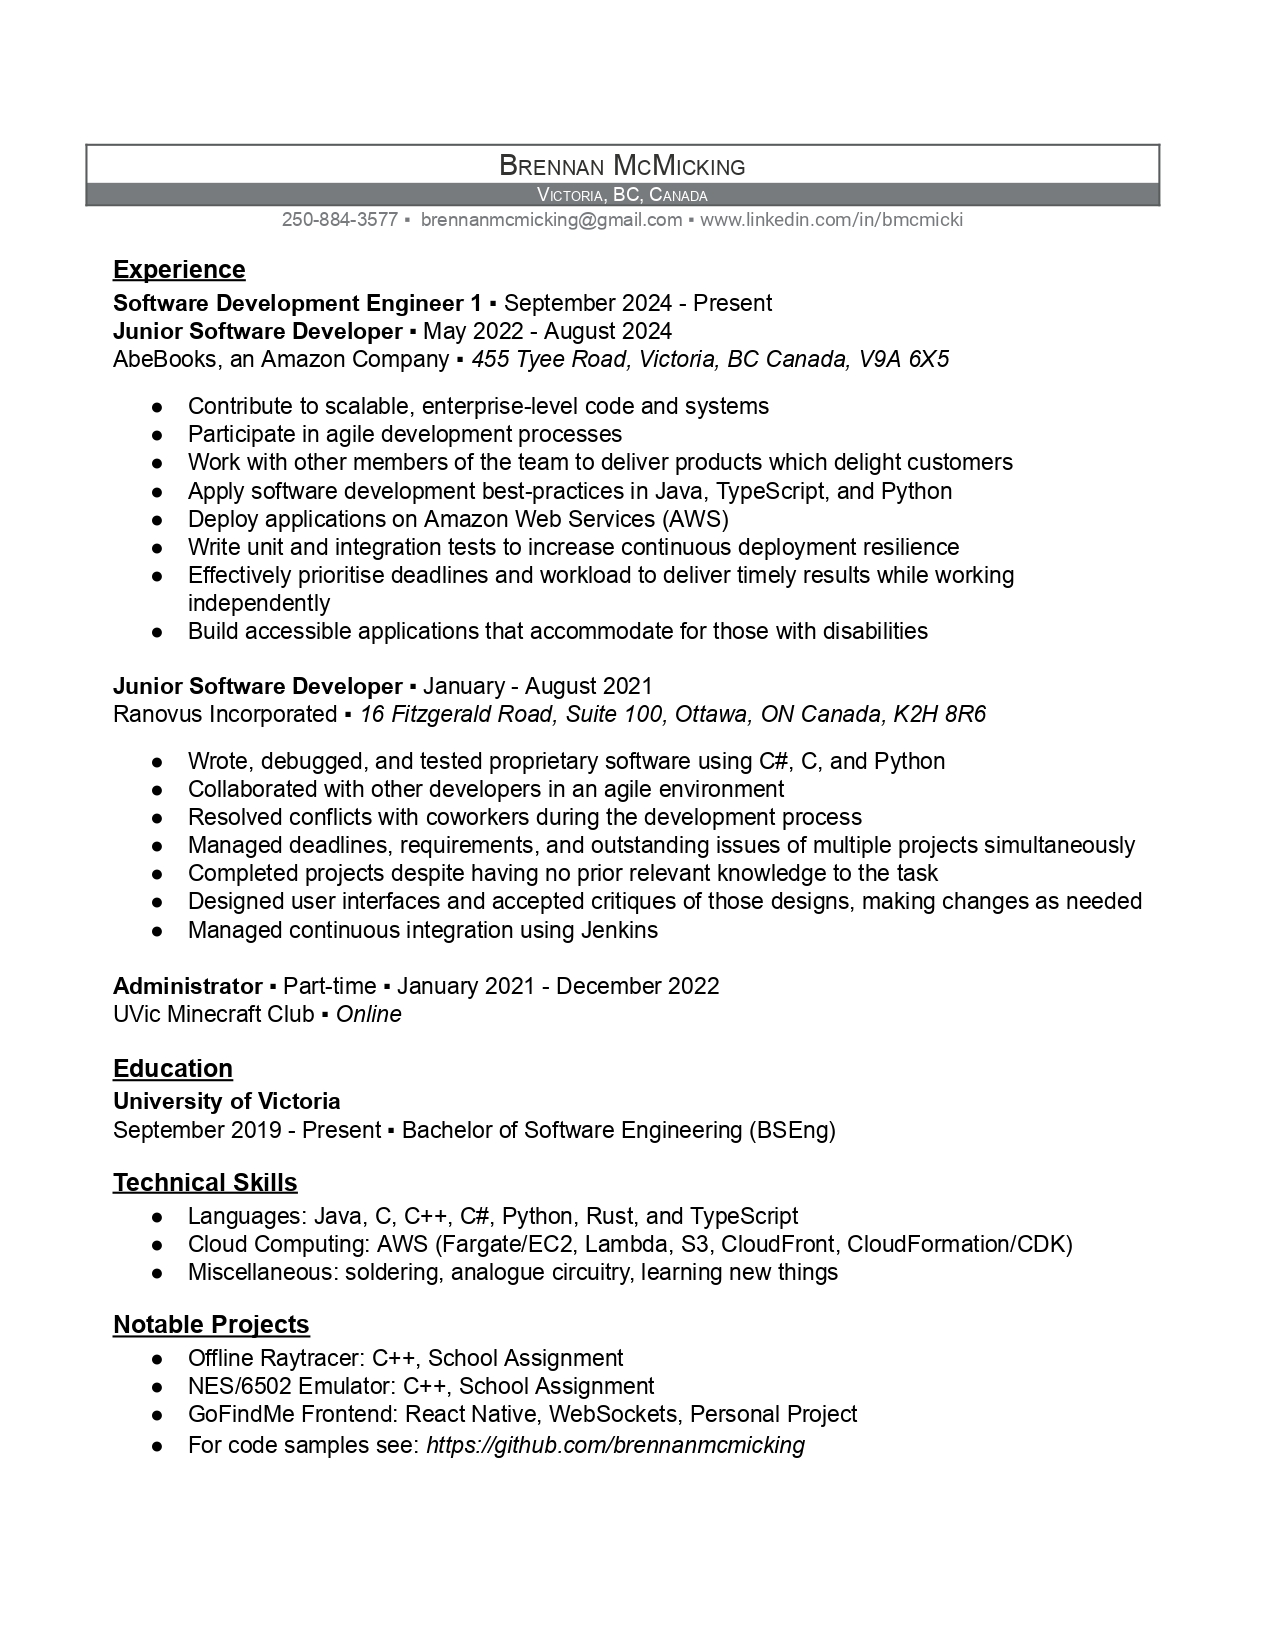 Brennan McMicking
Victoria, BC, Canada
250-884-3577 ▪ brennanmcmicking@gmail.com ▪ www.linkedin.com/in/bmcmicki
Experience
Software Development Engineer 1 ▪ September 2024 - Present
Junior Software Developer ▪ May 2022 - August 2024
AbeBooks, an Amazon Company ▪ 455 Tyee Road, Victoria, BC Canada, V9A 6X5
● Contribute to scalable, enterprise-level code and systems
● Participate in agile development processes
● Work with other members of the team to deliver products which delight customers
● Apply software development best-practices in Java, TypeScript, and Python
● Deploy applications on Amazon Web Services (AWS)
● Write unit and integration tests to increase continuous deployment resilience
● Effectively prioritise deadlines and workload to deliver timely results while working
independently
● Build accessible applications that accommodate for those with disabilities
Junior Software Developer ▪ January - August 2021
Ranovus Incorporated ▪ 16 Fitzgerald Road, Suite 100, Ottawa, ON Canada, K2H 8R6
● Wrote, debugged, and tested proprietary software using C#, C, and Python
● Collaborated with other developers in an agile environment
● Resolved conflicts with coworkers during the development process
● Managed deadlines, requirements, and outstanding issues of multiple projects simultaneously
● Completed projects despite having no prior relevant knowledge to the task
● Designed user interfaces and accepted critiques of those designs, making changes as needed
● Managed continuous integration using Jenkins
Administrator ▪ Part-time ▪ January 2021 - December 2022
UVic Minecraft Club ▪ Online
Education
University of Victoria
September 2019 - Present ▪ Bachelor of Software Engineering (BSEng)
Technical Skills
● Languages: Java, C, C++, C#, Python, Rust, and TypeScript
● Cloud Computing: AWS (Fargate/EC2, Lambda, S3, CloudFront, CloudFormation/CDK)
● Miscellaneous: soldering, analogue circuitry, learning new things
Notable Projects
● Offline Raytracer: C++, School Assignment
● NES/6502 Emulator: C++, School Assignment
● GoFindMe Frontend: React Native, WebSockets, Personal Project
● For code samples see: https://github.com/brennanmcmicking